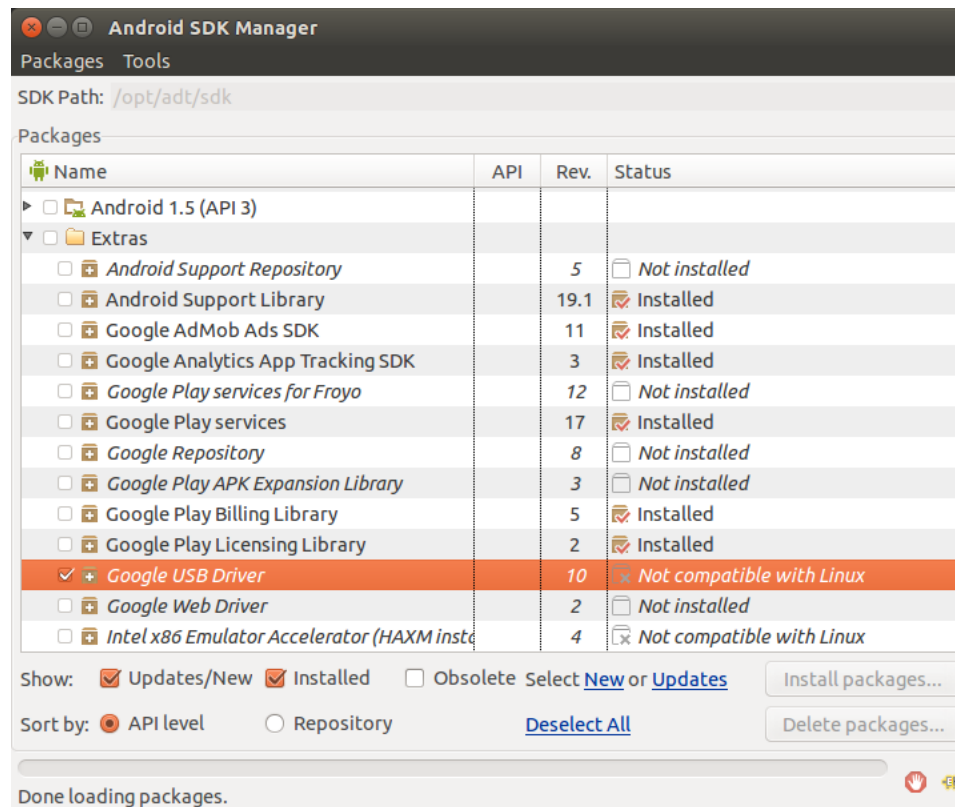 Android SDK Manager
Packages Tools
SDK Path: /opt/adt/sdk
Packages
Name API Rev. Status
Android 1.5 (API 3)
Extras
Android Support Repository 5 Not installed
Android Support Library 19.1 Installed
Google AdMob Ads SDK 11 Installed
Google Analytics App Tracking SDK 3 Installed
Google Play services for Froyo 12 Not installed
Google Play services 17 Installed
Google Repository 8 Not installed
Google Play APK Expansion Library 3 Not installed
Google Play Billing Library 5 Installed
Google Play Licensing Library 2 Installed
Google USB Driver 10 Not compatible with Linux
Google Web Driver 2 Not installed
Intel x86 Emulator Accelerator (HAXM insta 4 Not compatible with Linux
Show: Updates/New Installed Obsolete Select New or Updates Install packages...
Sort by: API level Repository Deselect All Delete packages...
Done loading packages.